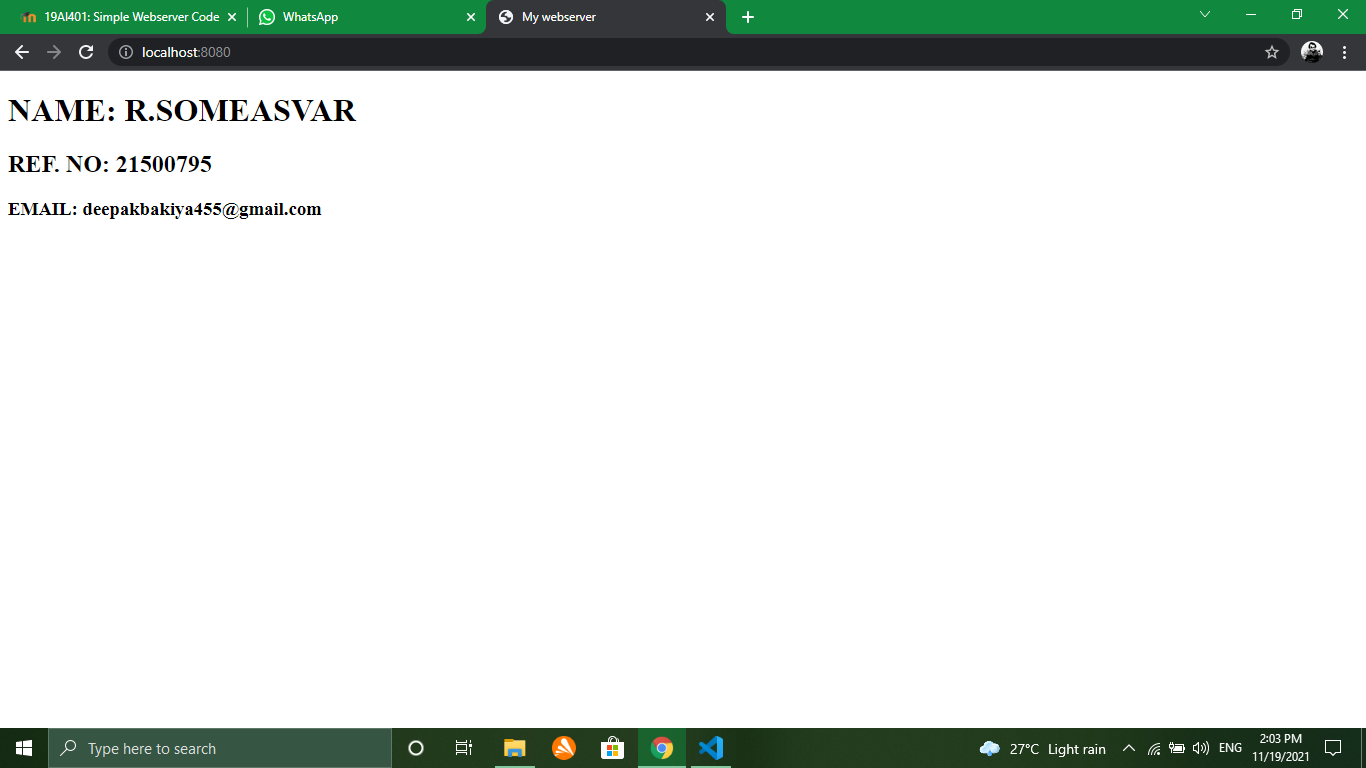 19AI401: Simple Webserver Code
WhatsApp
My webserver
localhost:8080
NAME: R.SOMEASVAR
REF. NO: 21500795
EMAIL: deepakbakiya455@gmail.com
Type here to search
27°C Light rain
ENG
2:03 PM
11/19/2021